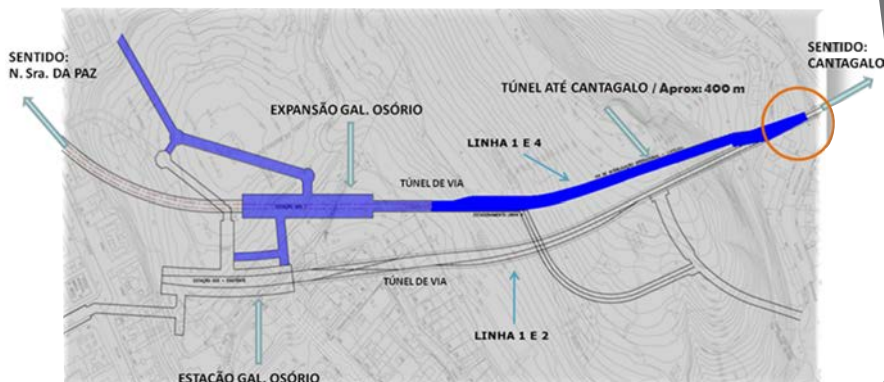 SENTIDO:
N. Sra. DA PAZ
SENTIDO:
CANTAGALO
TÚNEL ATÉ CANTAGALO / Aprox: 400 m
EXPANSÃO GAL. OSÓRIO
LINHA 1 E 4
TÚNEL DE VIA
TÚNEL DE VIA
LINHA 1 E 2
ESTAÇÃO GAL. OSÓRIO